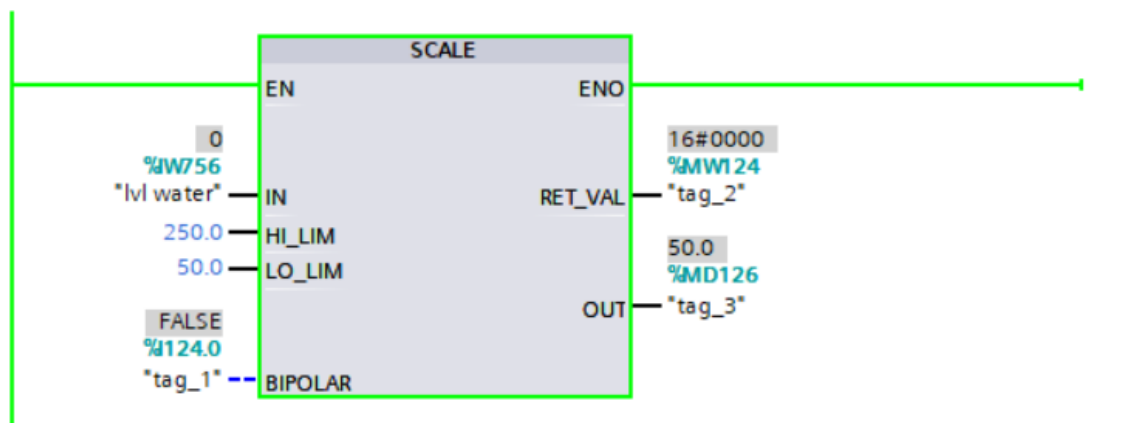 SCALE
EN
ENO
0
%IW756
"lvl water"
IN
16#0000
%MW124
RET_VAL
"tag_2"
250.0
HI_LIM
50.0
LO_LIM
50.0
%MD126
OUT
"tag_3"
FALSE
%I124.0
"tag_1"
BIPOLAR